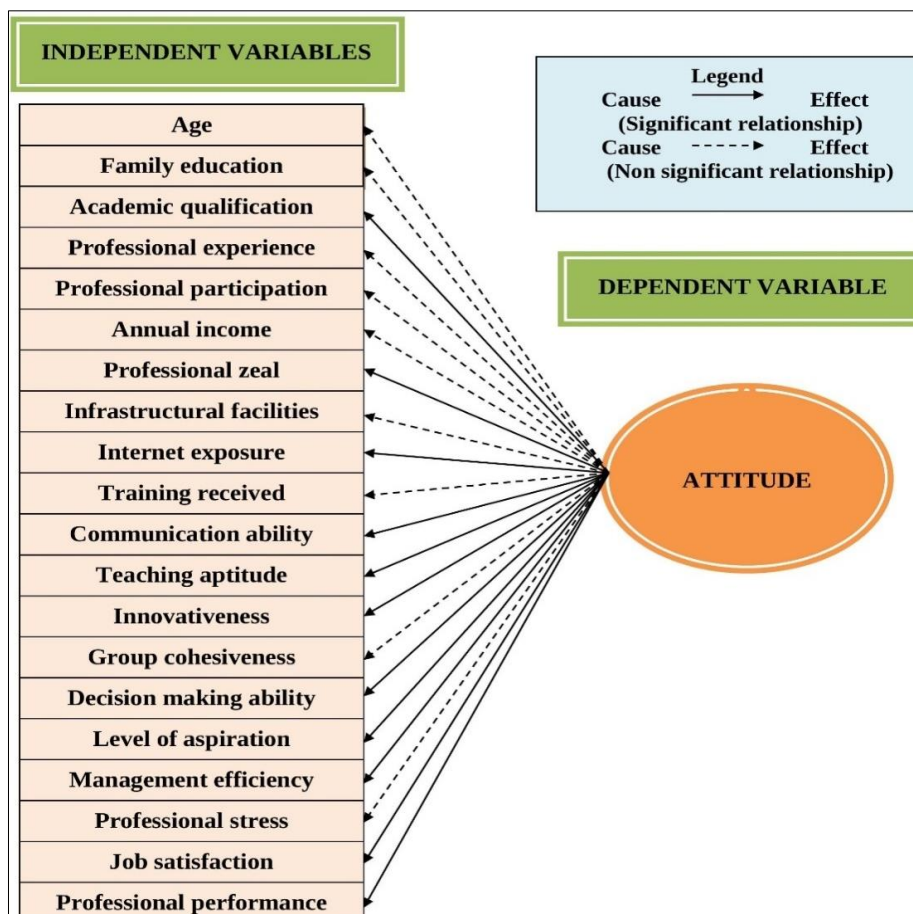 INDEPENDENT VARIABLES
Legend
Cause Effect
(Significant relationship)
Cause Effect
(Non significant relationship)
Age
Family education
Academic qualification
Professional experience
Professional participation
Annual income
Professional zeal
Infrastructural facilities
Internet exposure
Training received
Communication ability
Teaching aptitude
Innovativeness
Group cohesiveness
Decision making ability
Level of aspiration
Management efficiency
Professional stress
Job satisfaction
Professional performance
DEPENDENT VARIABLE
ATTITUDE